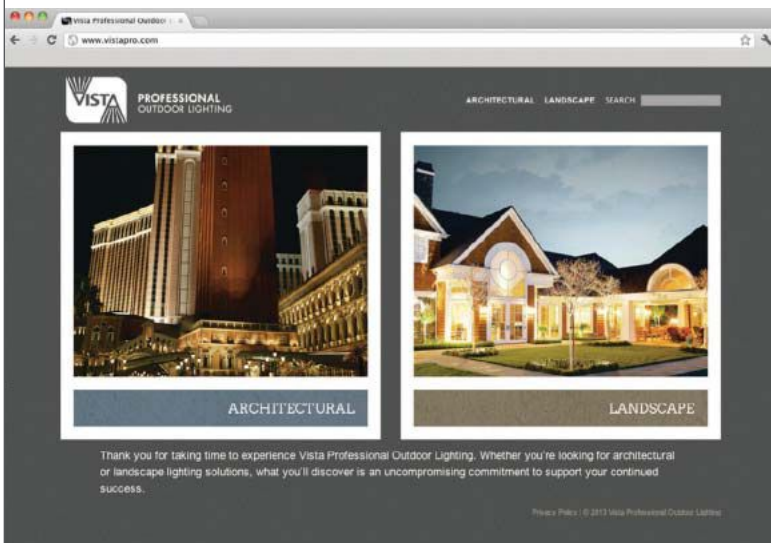 Vista Professional Outdoor
www.vistapro.com
VISTA
PROFESSIONAL
OUTDOOR LIGHTING
ARCHITECTURAL LANDSCAPE SEARCH
ARCHITECTURAL
LANDSCAPE
Thank you for taking time to experience Vista Professional Outdoor Lighting. Whether you're looking for architectural
or landscape lighting solutions, what you'll discover is an uncompromising commitment to support your continued
success.
Privacy Policy | © 2013 Vista Professional Outdoor Lighting